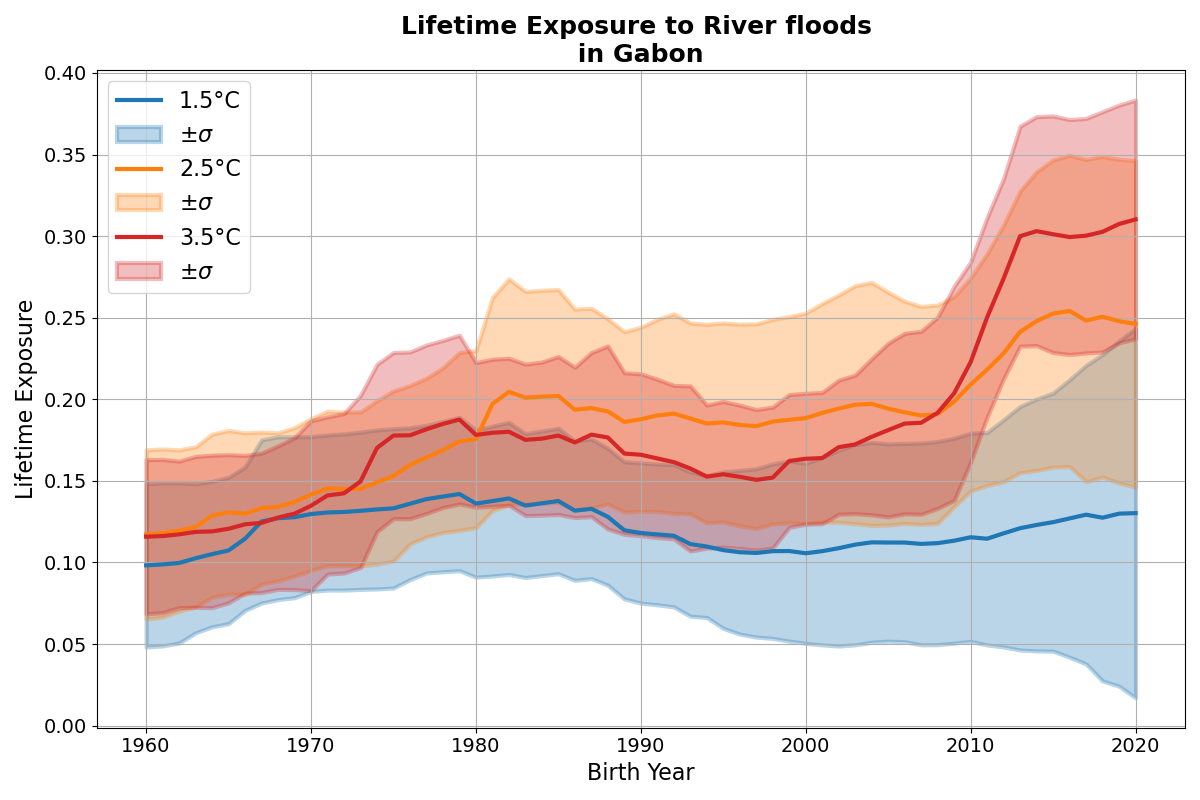 Lifetime Exposure to River floods
in Gabon
1.5°C
±σ
2.5°C
±σ
3.5°C
±σ
Lifetime Exposure
0.40
0.35
0.30
0.25
0.20
0.15
0.10
0.05
0.00
1960 1970 1980 1990 2000 2010 2020
Birth Year